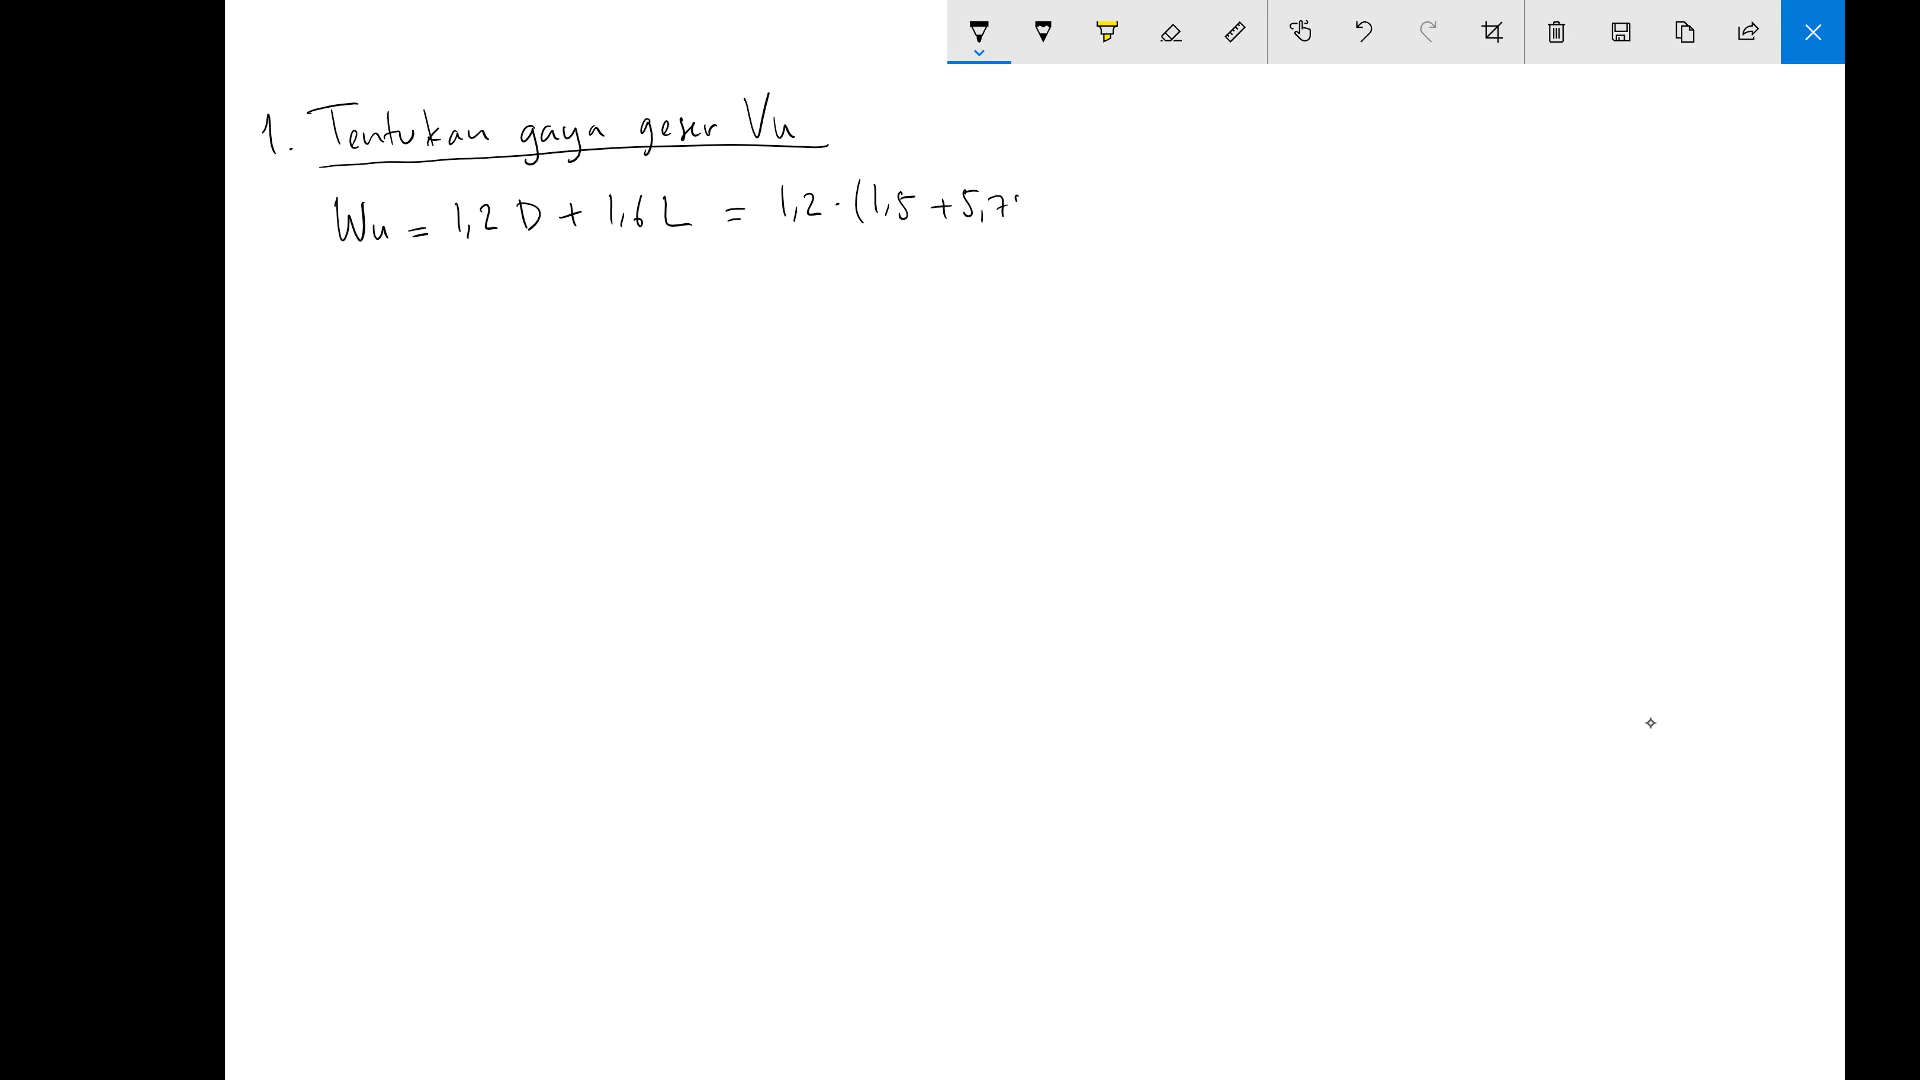 1. Tentukan gaya geser Vu
Wu = 1,2 D + 1,6 L = 1,2 · (1,5 + 5,7